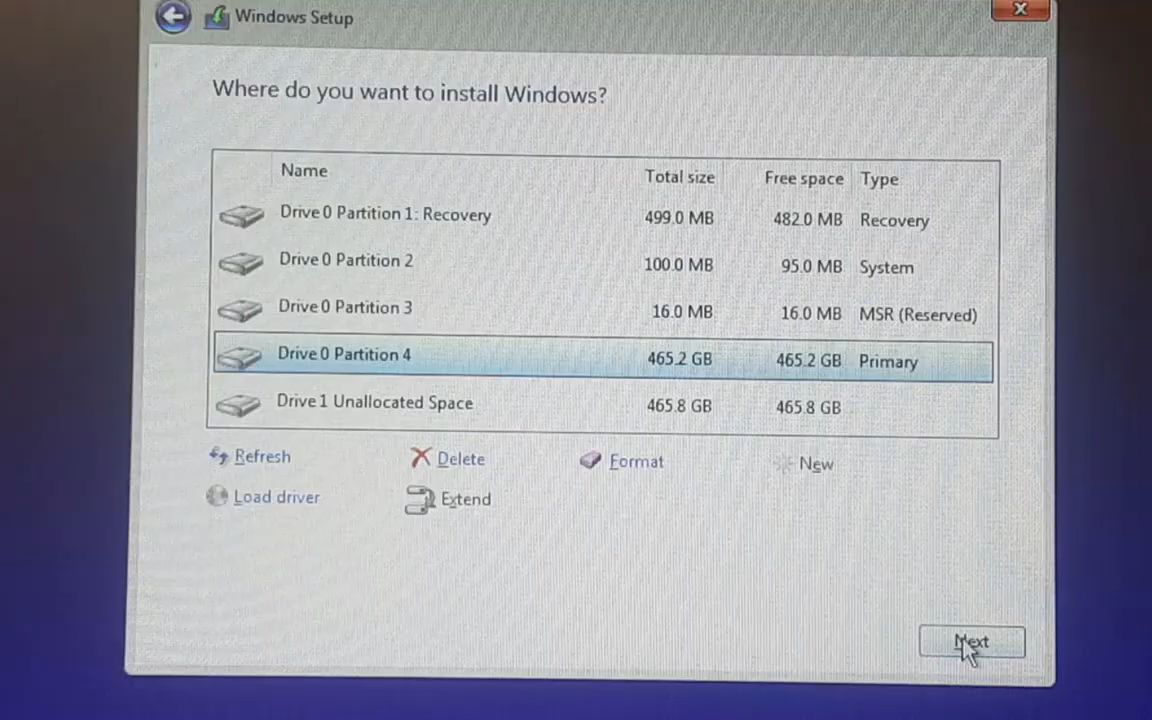 Windows Setup
Where do you want to install Windows?
Name Total size Free space Type
Drive 0 Partition 1: Recovery 499.0 MB 482.0 MB Recovery
Drive 0 Partition 2 100.0 MB 95.0 MB System
Drive 0 Partition 3 16.0 MB 16.0 MB MSR (Reserved)
Drive 0 Partition 4 465.2 GB 465.2 GB Primary
Drive 1 Unallocated Space 465.8 GB 465.8 GB
Refresh Delete Format New
Load driver Extend
Next